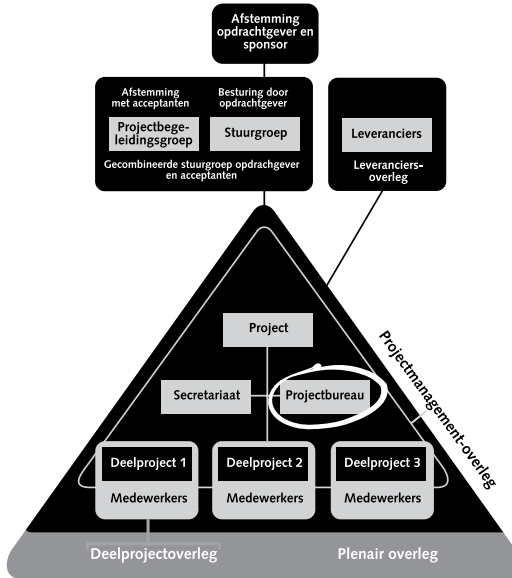 Afstemming
opdrachtgever en
sponsor
Afstemming
met acceptanten
Besturing door
opdrachtgever
Projectbege-
leidingsgroep
Stuurgroep
Gecombineerde stuurgroep opdrachtgever
en acceptanten
Leveranciers
Leveranciers-
overleg
Project
Secretariaat
Projectbureau
Projectmanagement-overleg
Deelproject 1
Medewerkers
Deelproject 2
Medewerkers
Deelproject 3
Medewerkers
Deelprojectoverleg
Plenair overleg